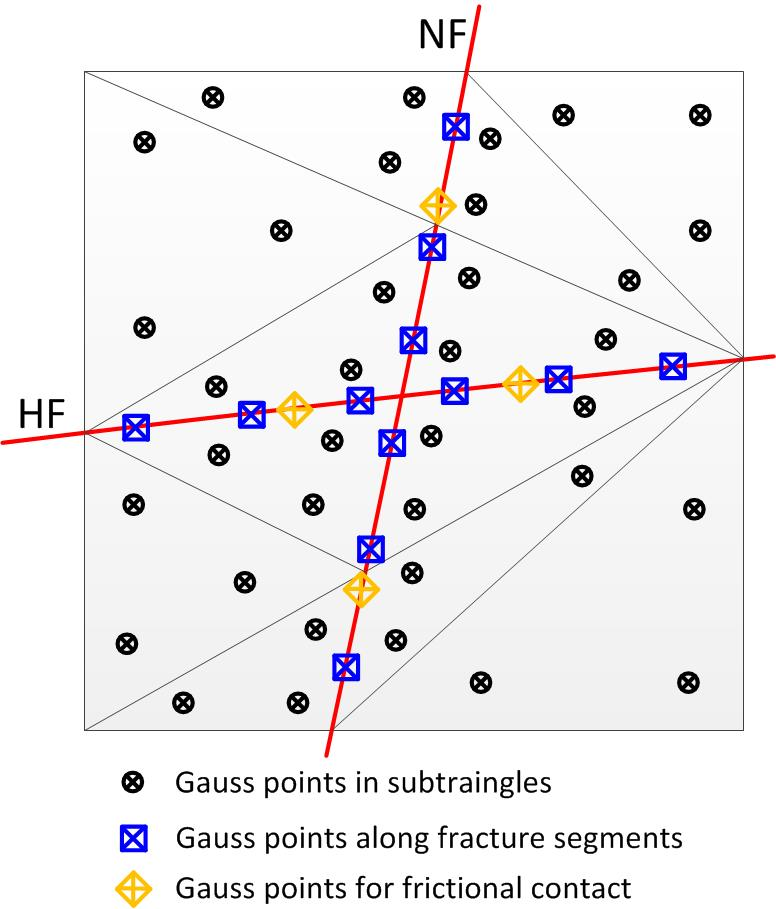 NF
HF
Gauss points in subtraingles
Gauss points along fracture segments
Gauss points for frictional contact